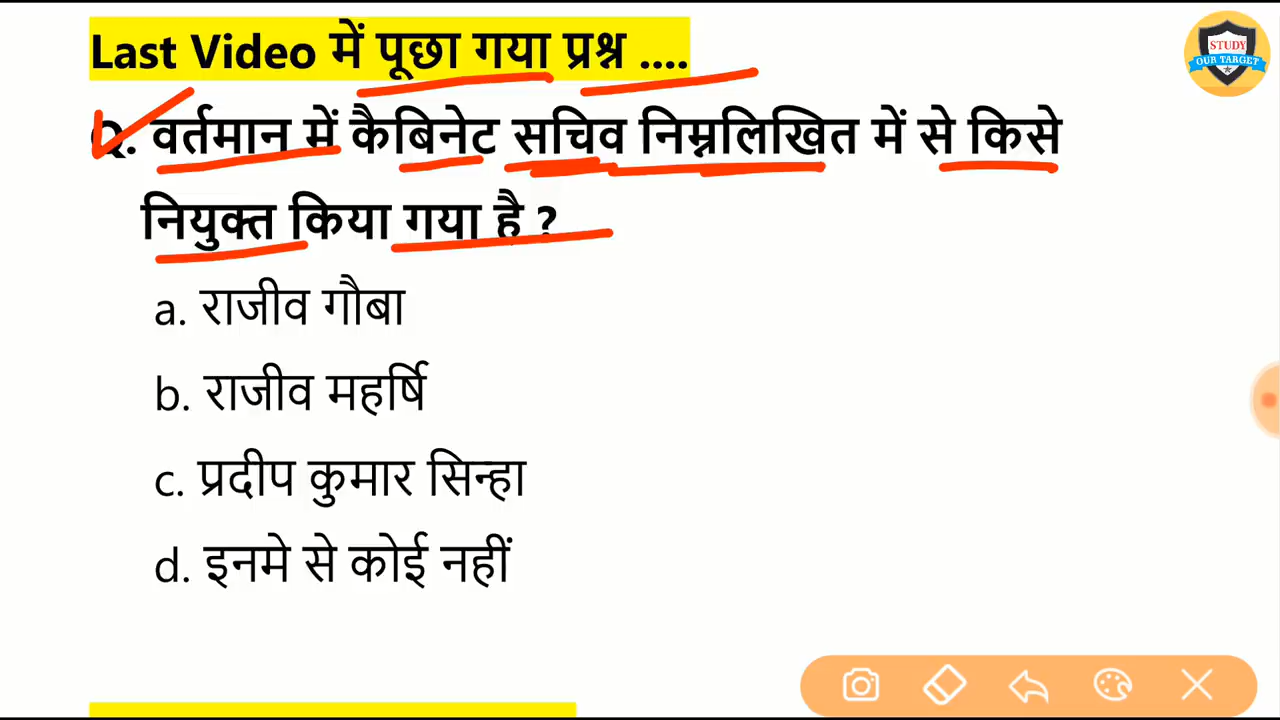 Last Video में पूछा गया प्रश्न ....
STUDY
OUR TARGET
Q. वर्तमान में कैबिनेट सचिव निम्नलिखित में से किसे
नियुक्त किया गया है ?
a. राजीव गौबा
b. राजीव महर्षि
c. प्रदीप कुमार सिन्हा
d. इनमे से कोई नहीं